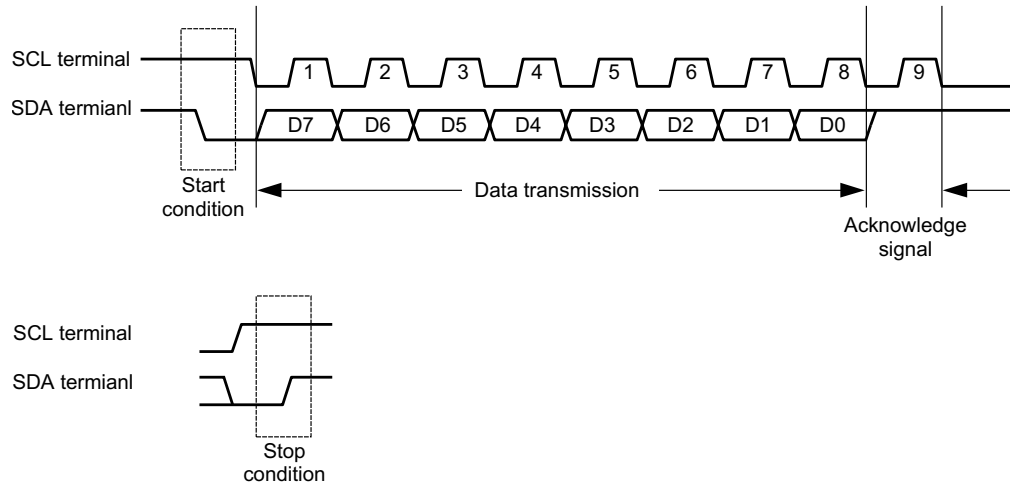 SCL terminal
1 2 3 4 5 6 7 8 9
SDA termianl
D7 D6 D5 D4 D3 D2 D1 D0
Start
condition
Data transmission
Acknowledge
signal
SCL terminal
SDA termianl
Stop
condition